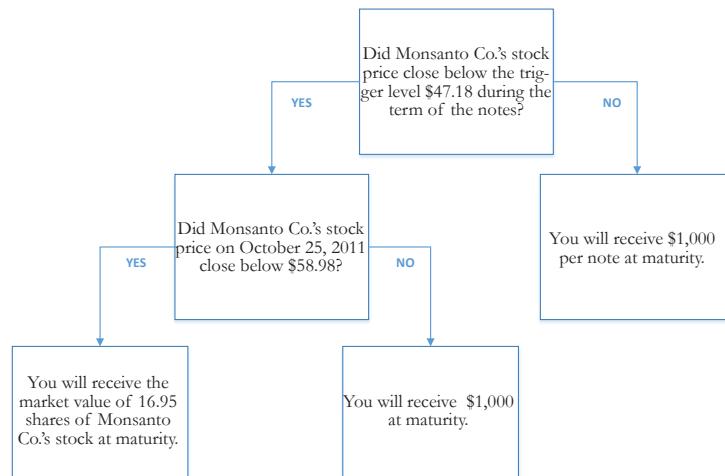 Did Monsanto Co.'s stock
price close below the trig-
ger level $47.18 during the
term of the notes?
YES
NO
Did Monsanto Co.'s stock
price on October 25, 2011
close below $58.98?
You will receive $1,000
per note at maturity.
YES
NO
You will receive the
market value of 16.95
shares of Monsanto
Co.'s stock at maturity.
You will receive $1,000
at maturity.